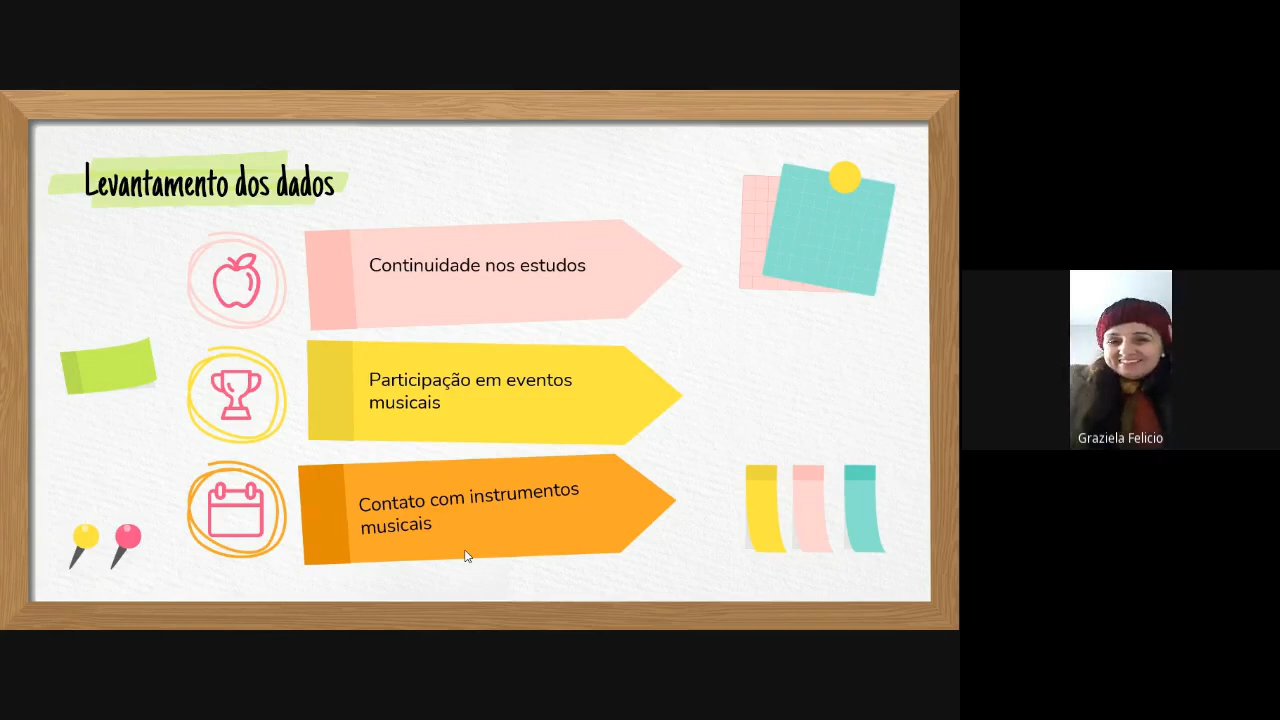 Levantamento dos dados
Continuidade nos estudos
Participação em eventos
musicais
Contato com instrumentos
musicais
Graziela Felicio